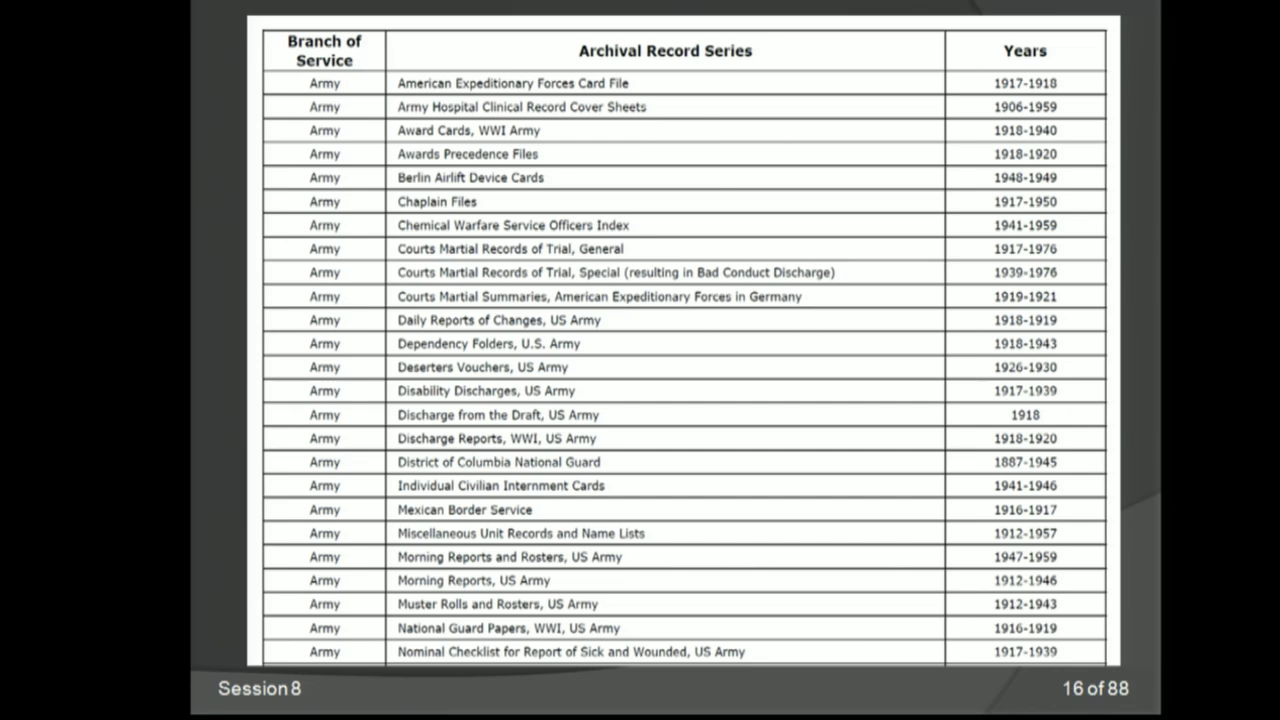 Branch of Service Archival Record Series Years
Army American Expeditionary Forces Card File 1917-1918
Army Army Hospital Clinical Record Cover Sheets 1906-1959
Army Award Cards, WWI Army 1918-1940
Army Awards Precedence Files 1918-1920
Army Berlin Airlift Device Cards 1948-1949
Army Chaplain Files 1917-1950
Army Chemical Warfare Service Officers Index 1941-1959
Army Courts Martial Records of Trial, General 1917-1976
Army Courts Martial Records of Trial, Special (resulting in Bad Conduct Discharge) 1939-1976
Army Courts Martial Summaries, American Expeditionary Forces in Germany 1919-1921
Army Daily Reports of Changes, US Army 1918-1919
Army Dependency Folders, U.S. Army 1918-1943
Army Deserters Vouchers, US Army 1926-1930
Army Disability Discharges, US Army 1917-1939
Army Discharge from the Draft, US Army 1918
Army Discharge Reports, WWI, US Army 1918-1920
Army District of Columbia National Guard 1887-1945
Army Individual Civilian Internment Cards 1941-1946
Army Mexican Border Service 1916-1917
Army Miscellaneous Unit Records and Name Lists 1912-1957
Army Morning Reports and Rosters, US Army 1947-1959
Army Morning Reports, US Army 1912-1946
Army Muster Rolls and Rosters, US Army 1912-1943
Army National Guard Papers, WWI, US Army 1916-1919
Army Nominal Checklist for Report of Sick and Wounded, US Army 1917-1939
Session 8 16 of 88